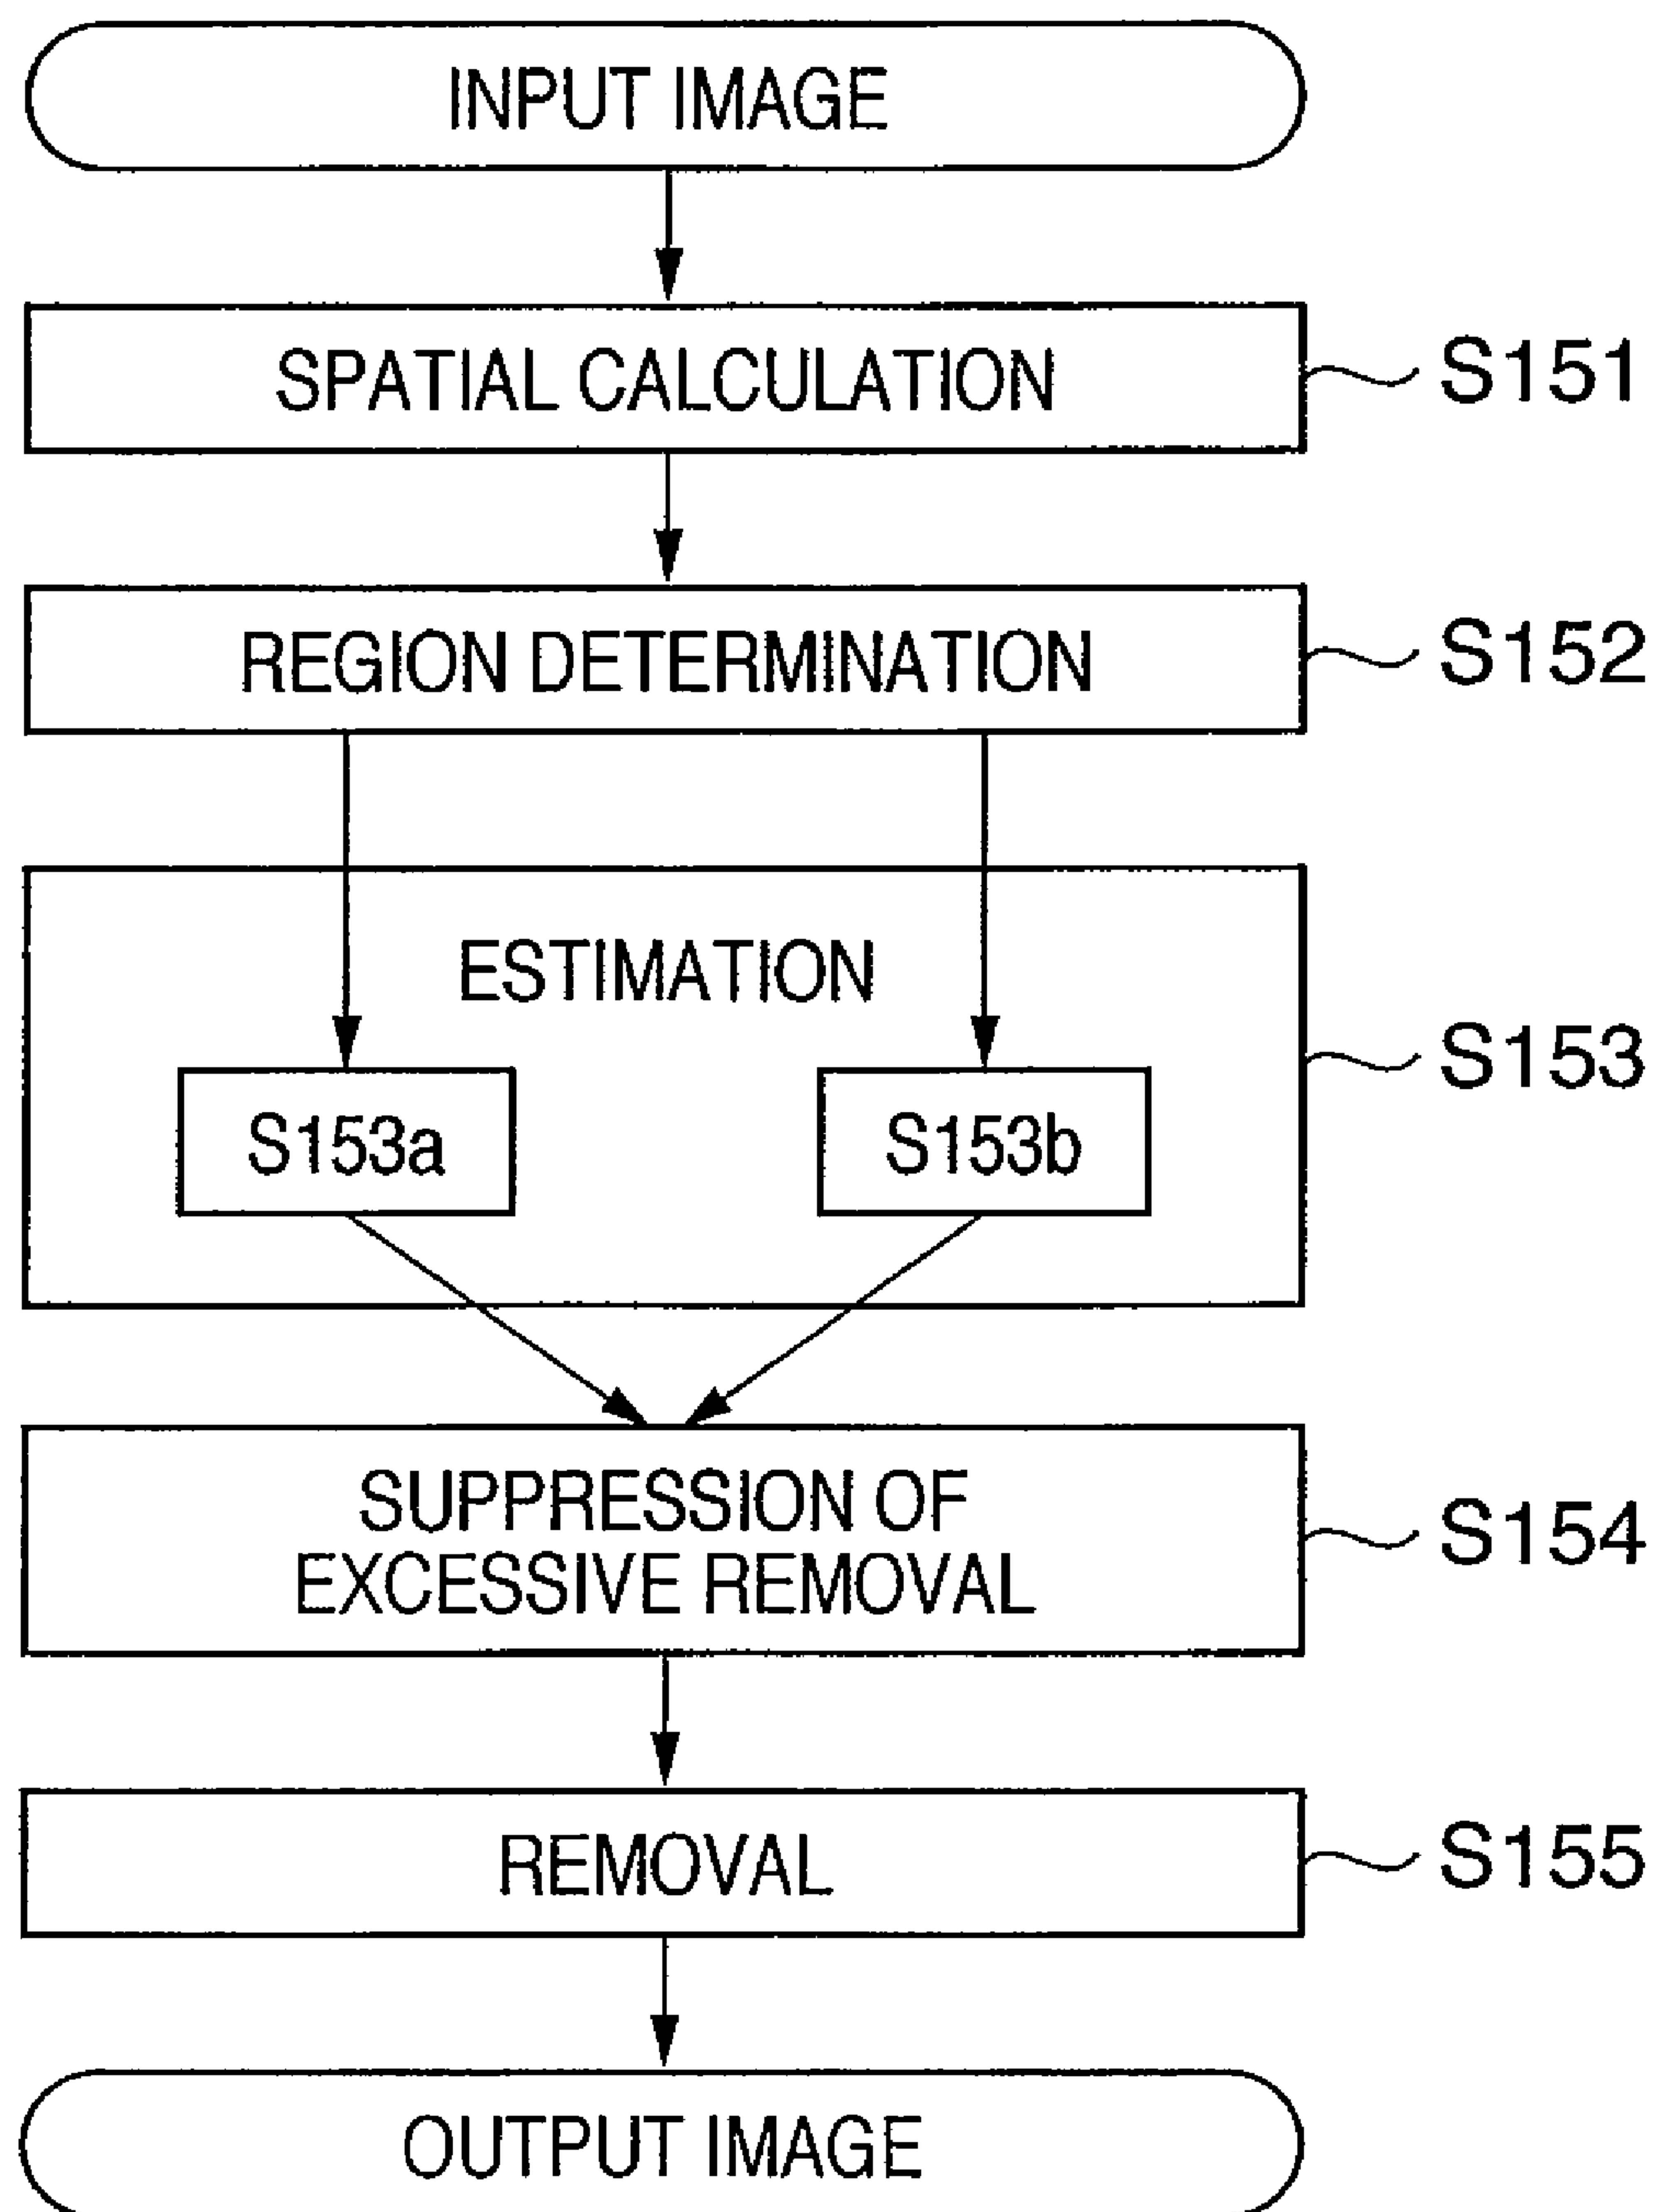 INPUT IMAGE
SPATIAL CALCULATION
S151
REGION DETERMINATION
S152
ESTIMATION
S153
S153a
S153b
SUPPRESSION OF
EXCESSIVE REMOVAL
S154
REMOVAL
S155
OUTPUT IMAGE